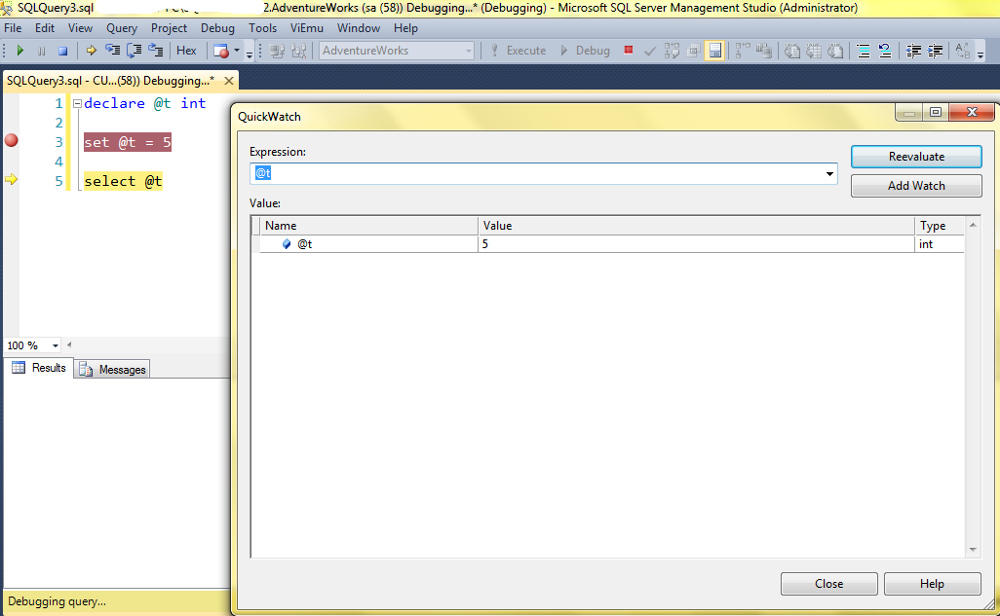 SQLQuery3.sql 2.AdventureWorks (sa (58)) Debugging...* (Debugging) - Microsoft SQL Server Management Studio (Administrator)
File Edit View Query Project Debug Tools ViEmu Window Help
Hex AdventureWorks Execute Debug
SQLQuery3.sql - CU...(58)) Debugging...*
1 declare @t int
2
3 set @t = 5
4
5 select @t
100 %
Results Messages
Debugging query...
QuickWatch
Expression:
@t
Reevaluate
Add Watch
Value:
Name Value Type
@t 5 int
Close Help